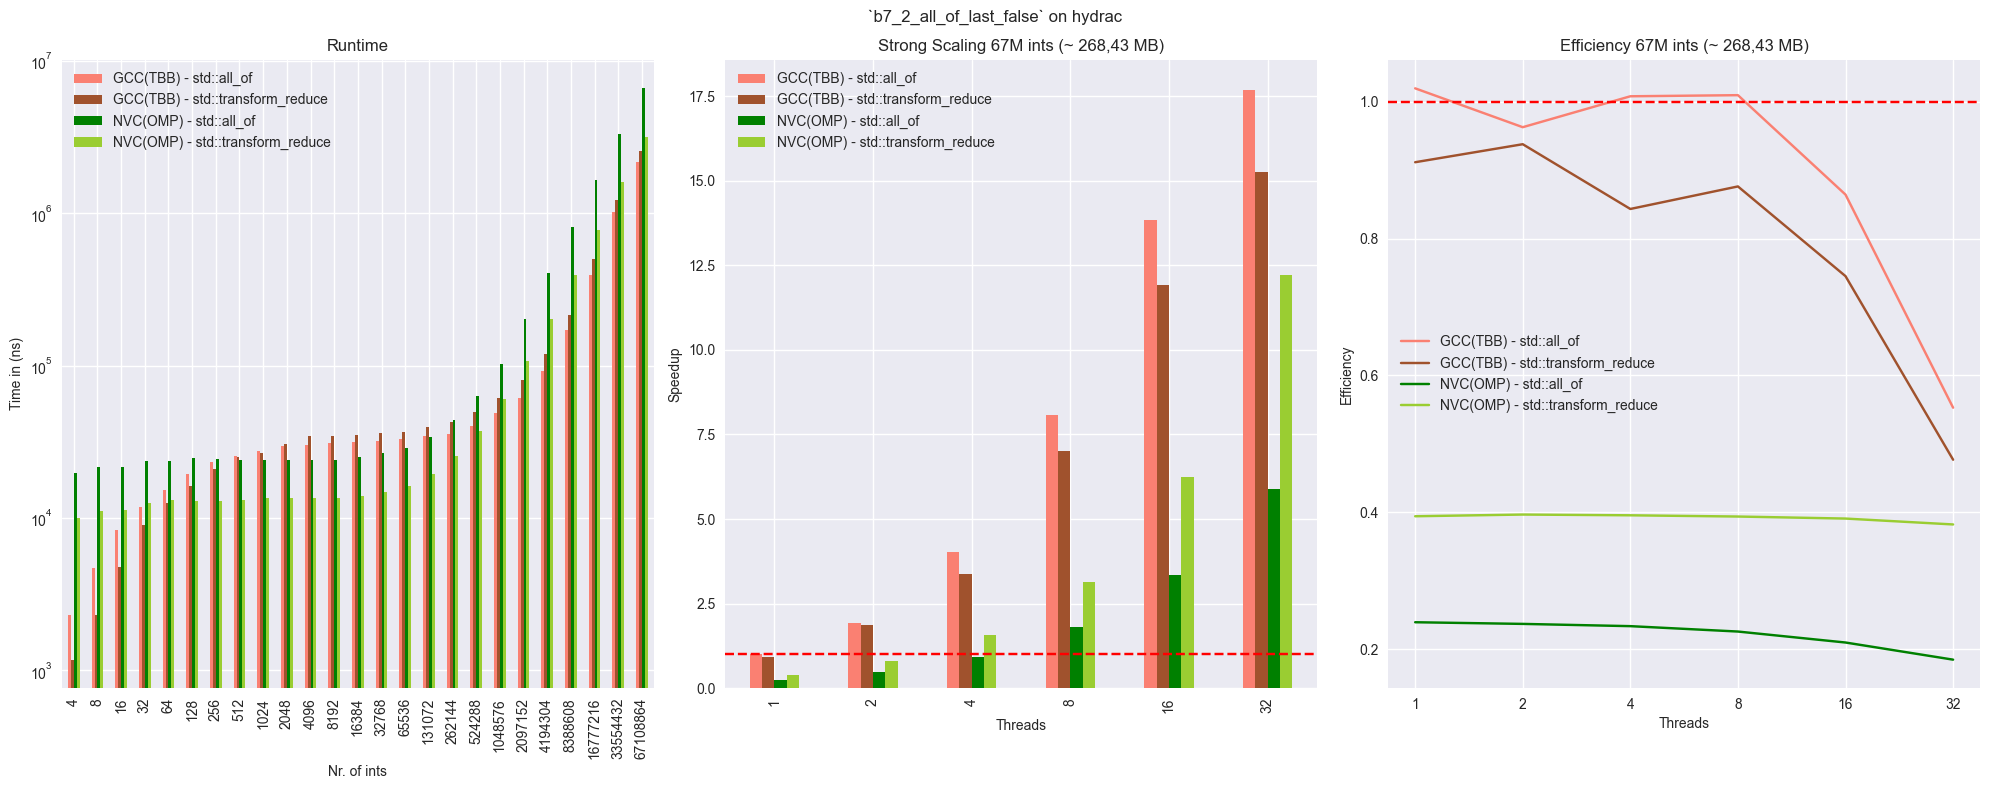 `b7_2_all_of_last_false` on hydrac
Runtime
10^7
10^6
10^5
10^4
10^3
Time in (ns)
GCC(TBB) - std::all_of
GCC(TBB) - std::transform_reduce
NVC(OMP) - std::all_of
NVC(OMP) - std::transform_reduce
4
8
16
32
64
128
256
512
1024
2048
4096
8192
16384
32768
65536
131072
262144
524288
1048576
2097152
4194304
8388608
16777216
33554432
67108864
Nr. of ints
Strong Scaling 67M ints (~ 268,43 MB)
17.5
15.0
12.5
10.0
7.5
5.0
2.5
0.0
Speedup
GCC(TBB) - std::all_of
GCC(TBB) - std::transform_reduce
NVC(OMP) - std::all_of
NVC(OMP) - std::transform_reduce
1
2
4
8
16
32
Threads
Efficiency 67M ints (~ 268,43 MB)
1.0
0.8
0.6
0.4
0.2
Efficiency
GCC(TBB) - std::all_of
GCC(TBB) - std::transform_reduce
NVC(OMP) - std::all_of
NVC(OMP) - std::transform_reduce
1
2
4
8
16
32
Threads